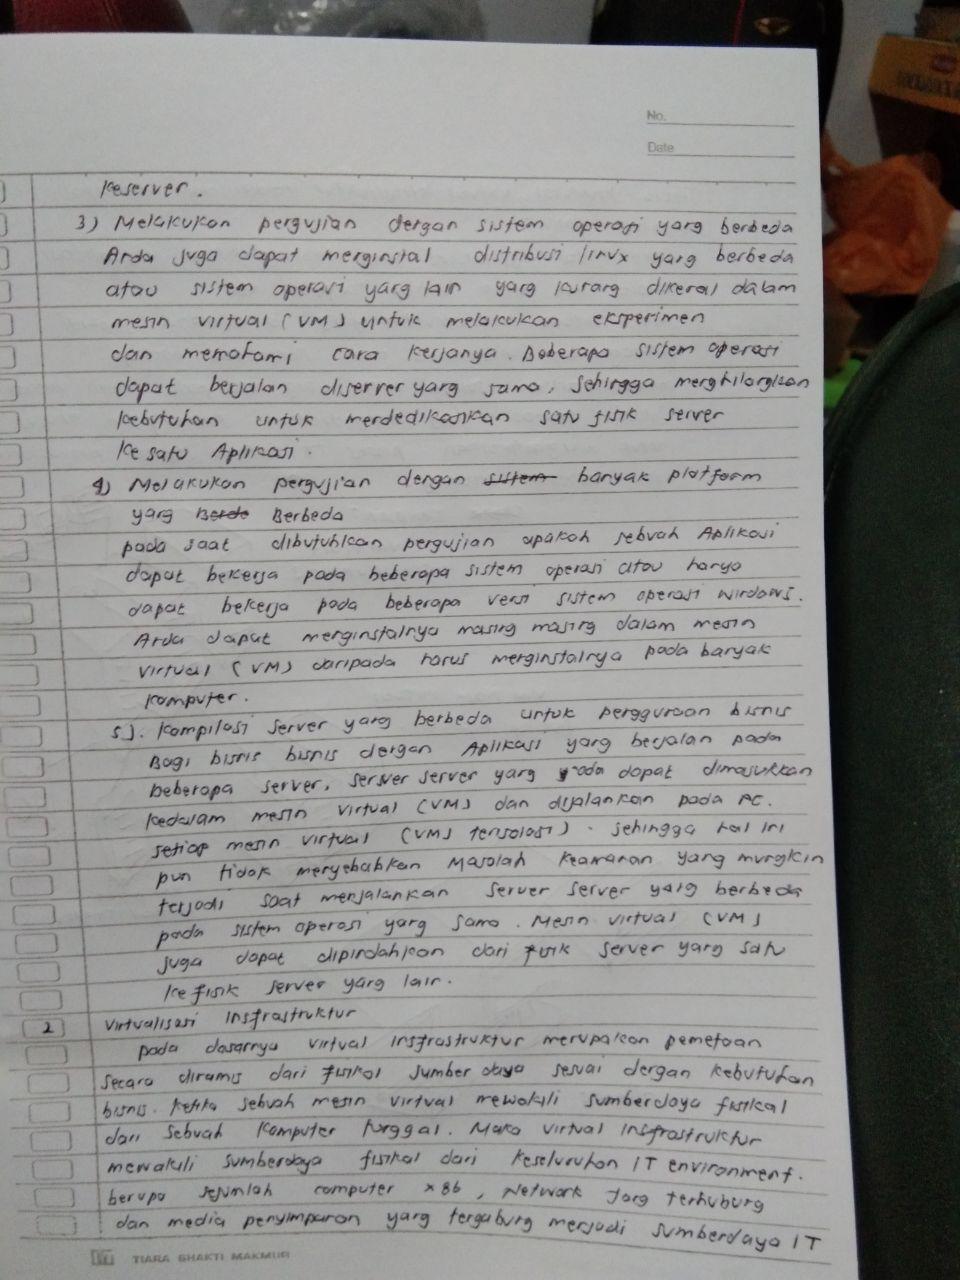 No.
Date
Keserver.
3) Melakukan pengujian dengan sistem operasi yang berbeda
Anda juga dapat menginstal distribusi linux yang berbeda
atau sistem operasi yang lain yang kurang dikenal dalam
mesin virtual (VM) untuk melakukan eksperimen
dan memahami cara kerjanya. Beberapa sistem operasi
dapat berjalan diserver yang sama, sehingga menghilangkan
kebutuhan untuk mendedikasikan satu fisik server
ke satu Aplikasi.
4) Melakukan pengujian dengan sistem banyak platform
yang Berde Berbeda
pada saat dibutuhkan pengujian apakah sebuah Aplikasi
dapat bekerja pada beberapa sistem operasi atau hanya
dapat bekerja pada beberapa versi sistem operasi windows.
Anda dapat menginstalnya masing masing dalam mesin
virtual (VM) daripada harus menginstalnya pada banyak
komputer.
5). Kompilasi server yang berbeda untuk penggunaan bisnis
Bagi bisnis bisnis dengan Aplikasi yang berjalan pada
beberapa server, server server yang ada dapat dimasukkan
kedalam mesin virtual (VM) dan dijalankan pada PC.
setiap mesin virtual (VM) terisolasi). sehingga hal ini
pun tidak menyebabkan Masalah keamanan yang mungkin
terjadi saat menjalankan server server yang berbeda
pada sistem operasi yang sama. Mesin virtual (VM)
juga dapat dipindahkan dari fisik server yang satu
ke fisik server yang lain.
2 Virtualisasi Insfrastruktur
pada dasarnya virtual insfrastruktur merupakan pemetaan
secara dinamis dari fisikal sumber daya sesuai dengan kebutuhan
bisnis. ketika sebuah mesin virtual mewakili sumberdaya fisikal
dari sebuah komputer tunggal. Maka virtual insfrastruktur
mewakili sumberdaya fisikal dari keseluruhan IT environment.
berupa sejumlah computer x86, Network yang terhubung
dan media penyimpanan yang tergabung menjadi sumberdaya IT
TIARA BHAKTI MAKMUR